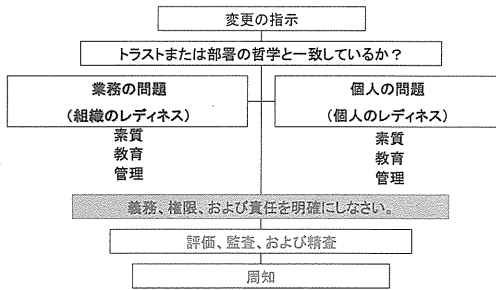 変更の指示
トラストまたは部署の哲学と一致しているか？
業務の問題
（組織のレディネス）
素質
教育
管理
個人の問題
（個人のレディネス）
素質
教育
管理
義務、権限、および責任を明確にしなさい。
評価、監査、および精査
周知